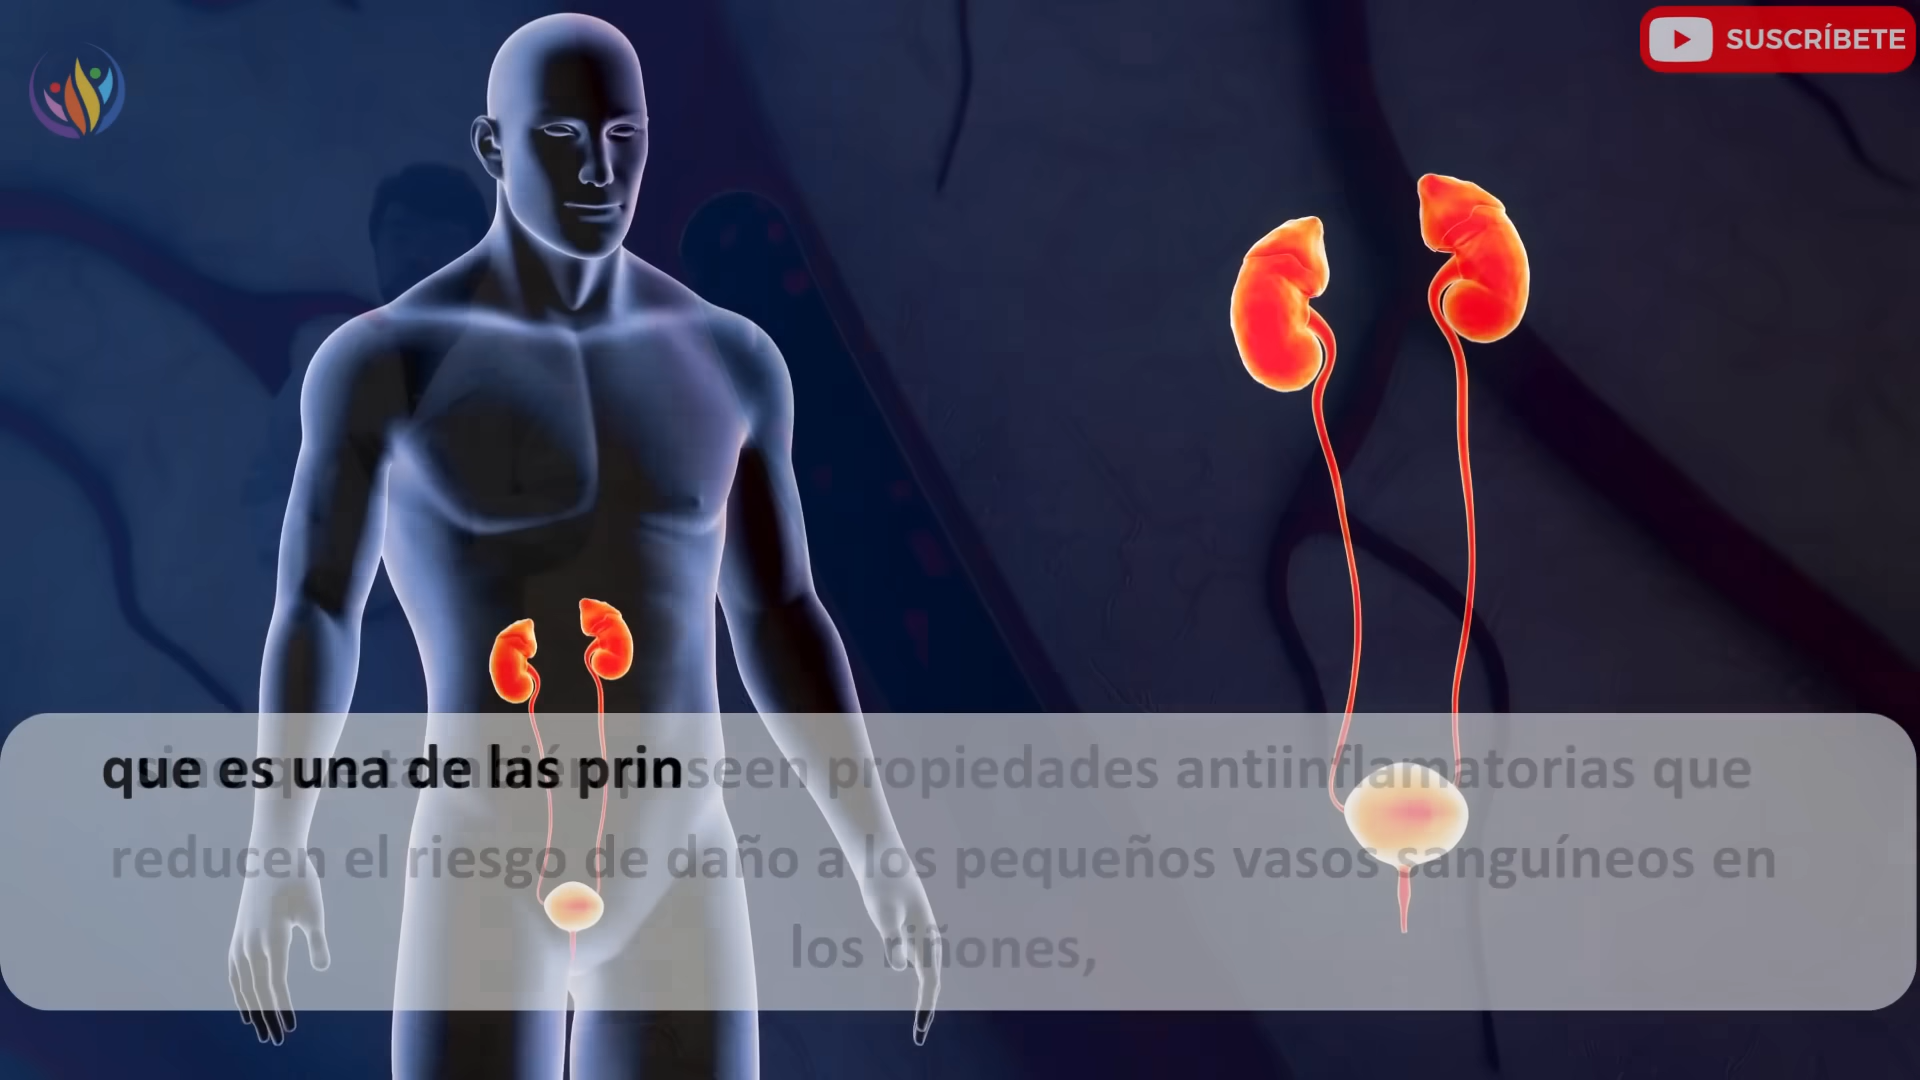 SUSCRÍBETE
que es una de las prin
seen propiedades antiinflamatorias que
reducen el riesgo de daño a los pequeños vasos sanguíneos en
los riñones,